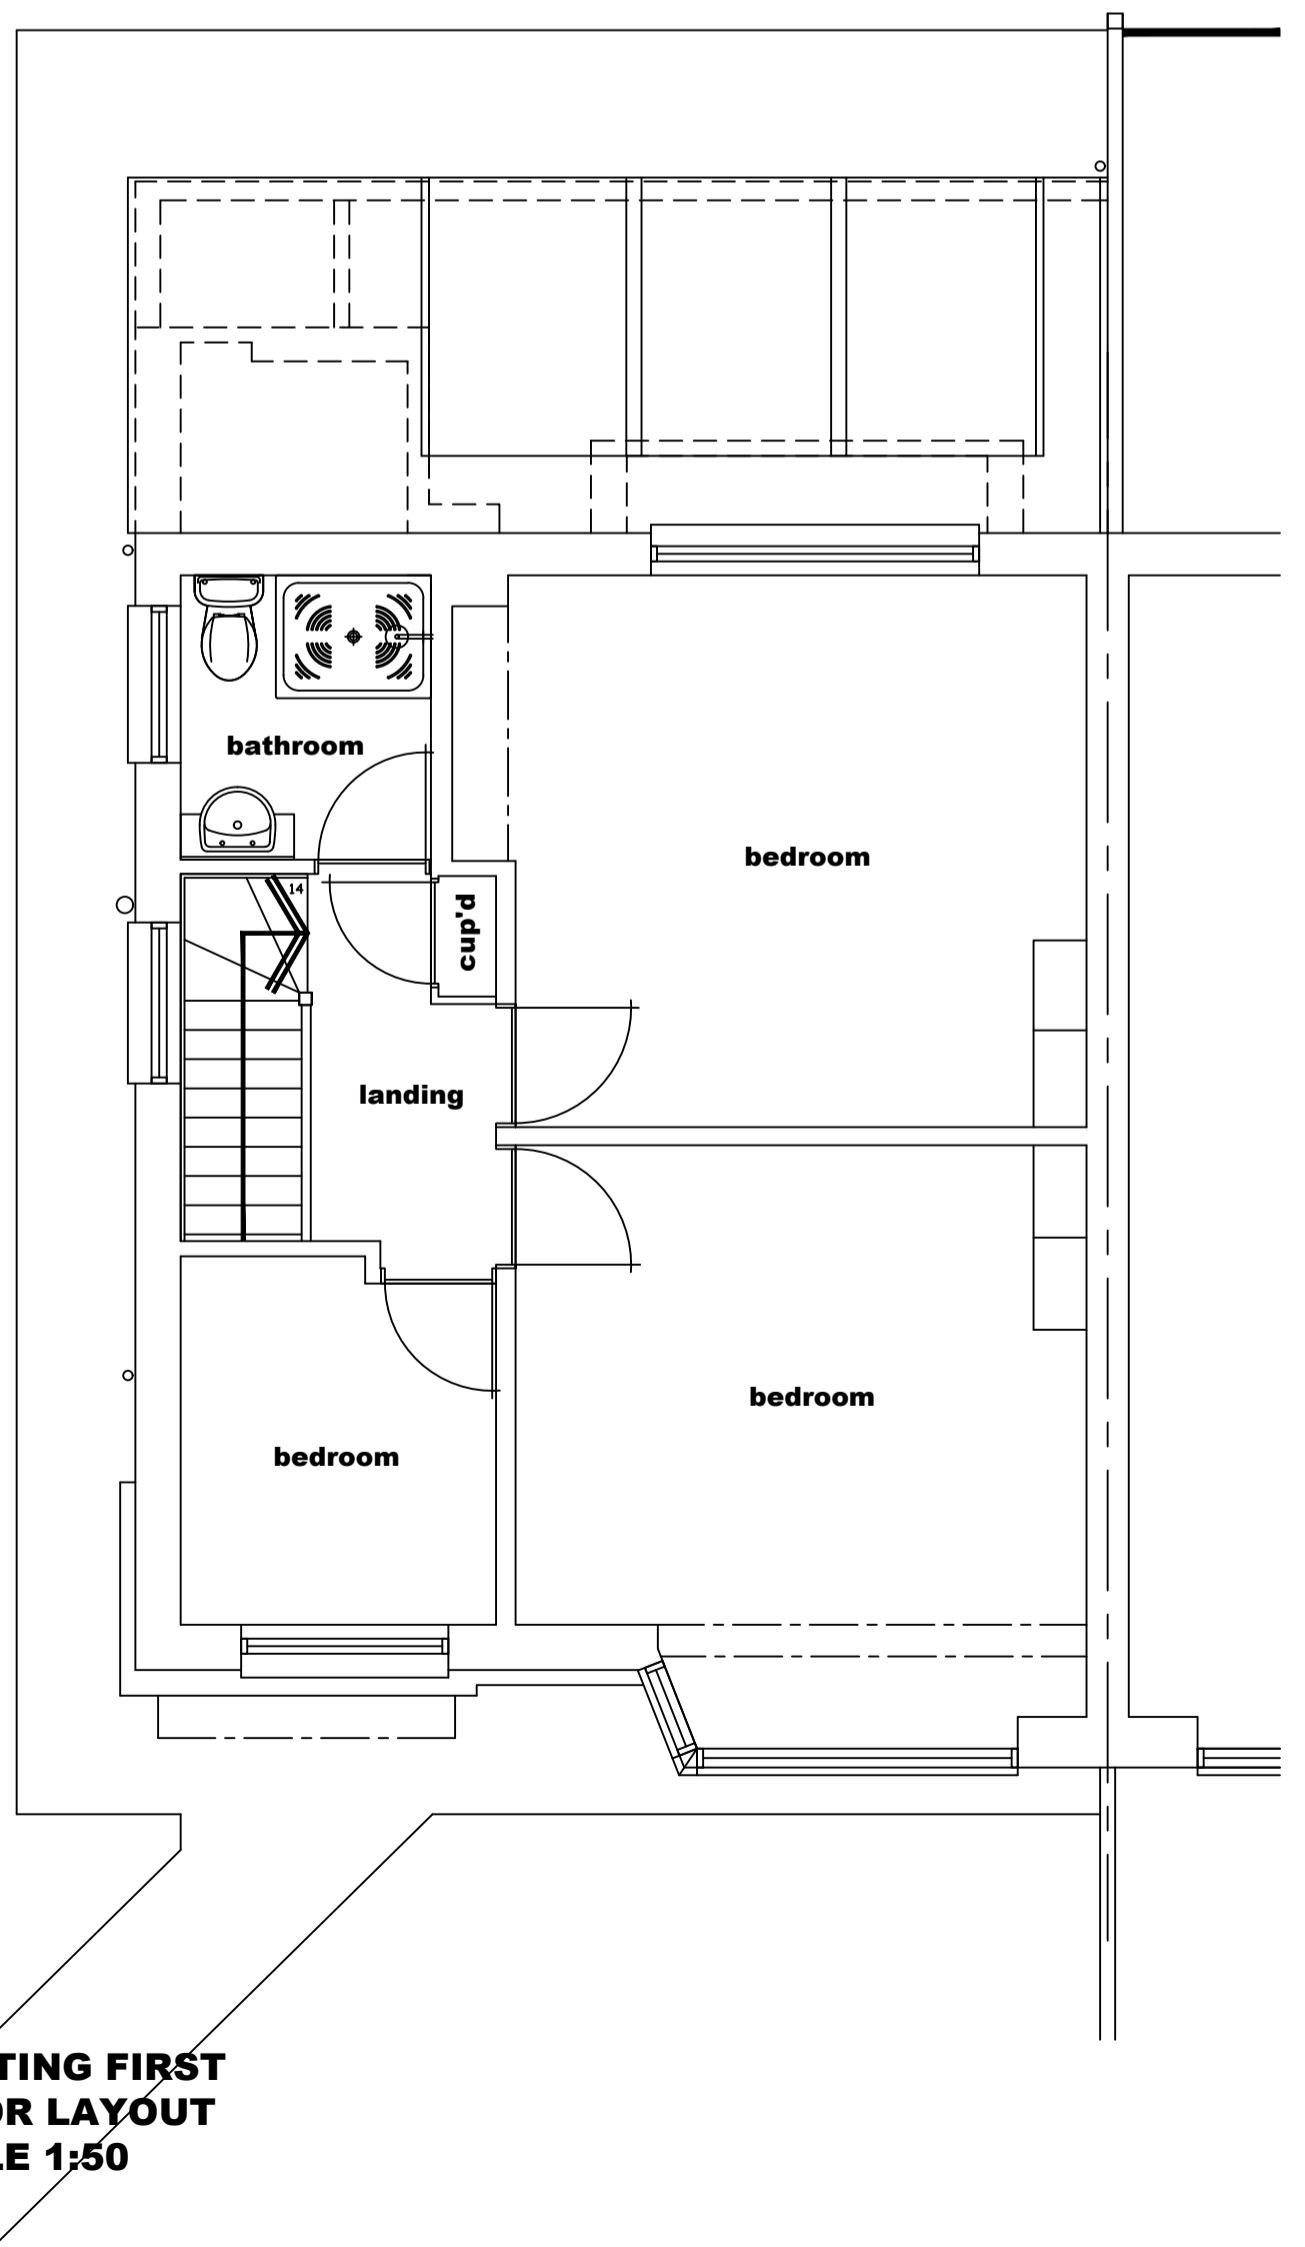 bathroom
bedroom
14
cup'd
landing
bedroom
bedroom
TING FIRST
OR LAYOUT
LE 1:50